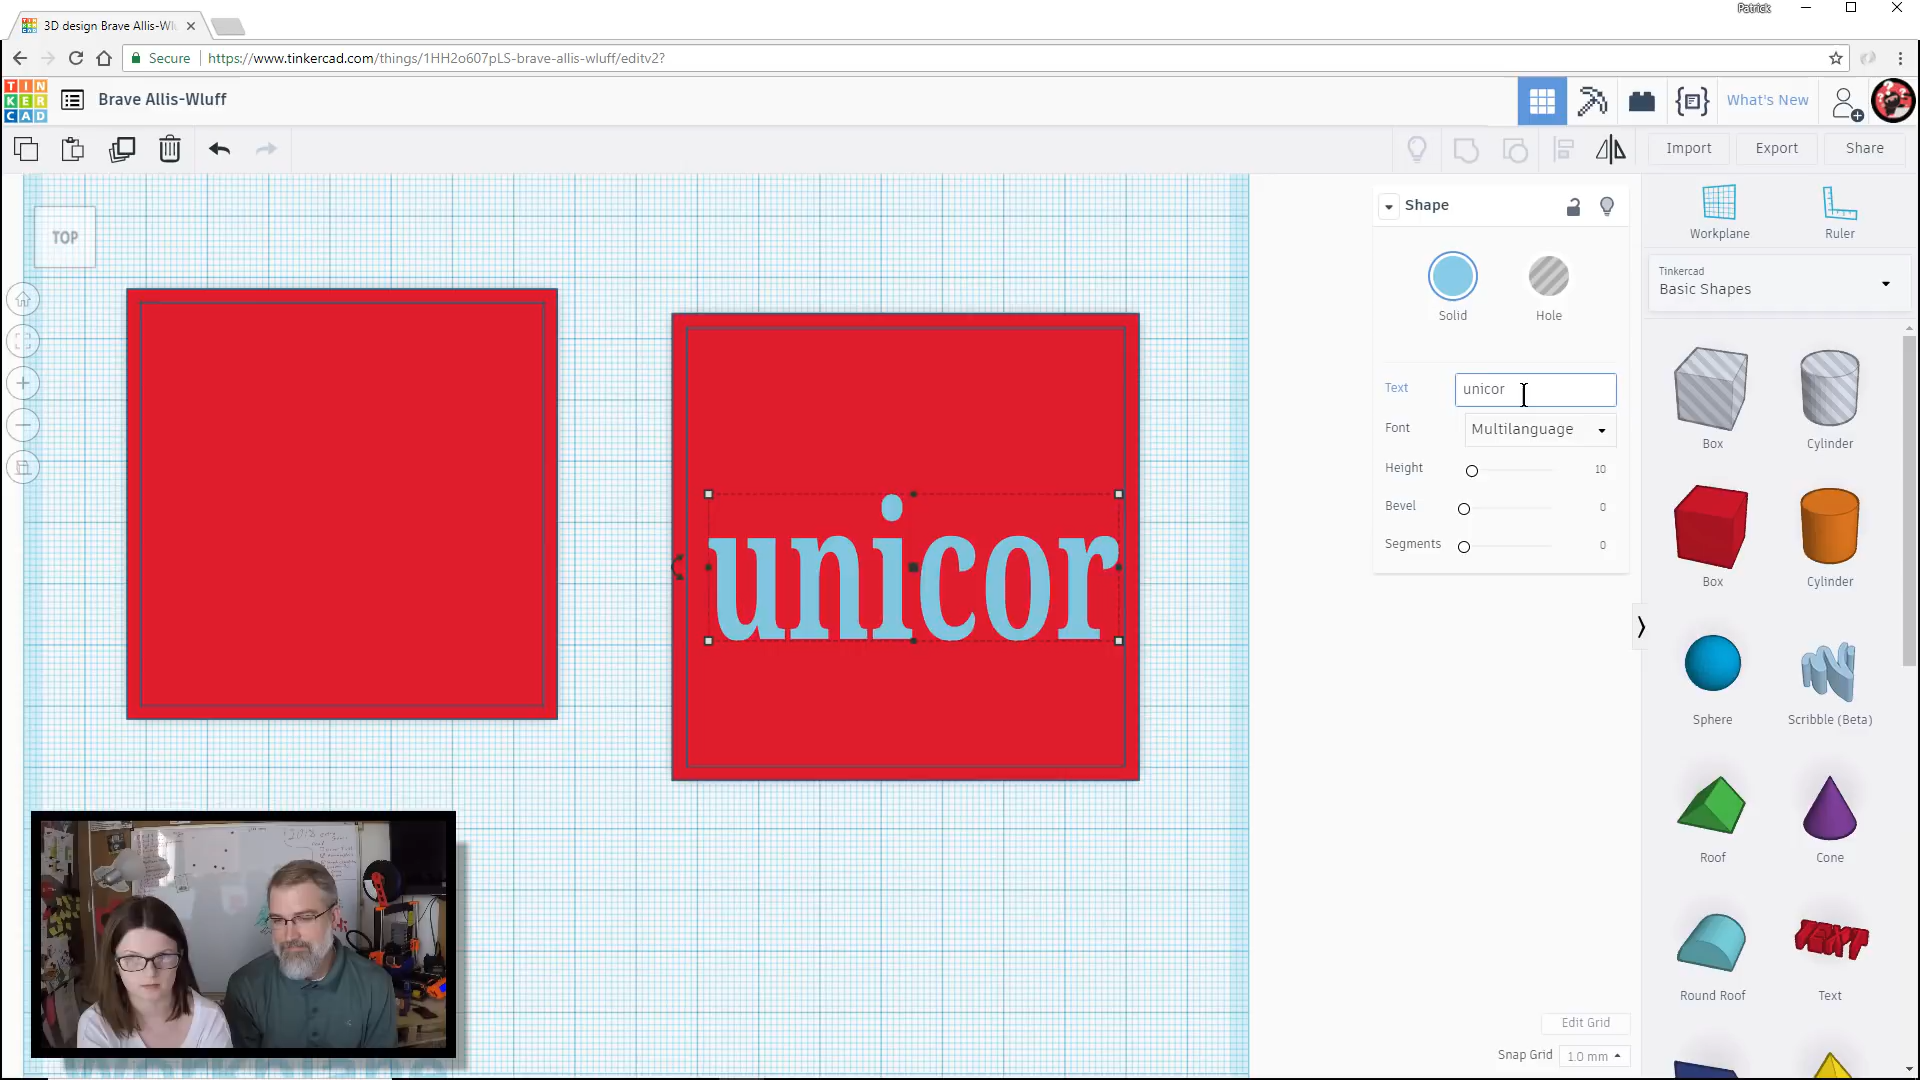 Patrick
3D design Brave Allis-Wl
Secure
https://www.tinkercad.com/things/1HH2o607pLS-brave-allis-wluff/editv2?
TIN
KER
CAD
Brave Allis-Wluff
What's New
Import
Export
Share
TOP
Shape
Solid
Hole
Text
unicor
Font
Multilanguage
Height
10
Bevel
0
Segments
0
unicor
Workplane
Ruler
Tinkercad
Basic Shapes
Box
Cylinder
Box
Cylinder
Sphere
Scribble (Beta)
Roof
Cone
TEXT
Round Roof
Text
Edit Grid
Snap Grid
1.0 mm